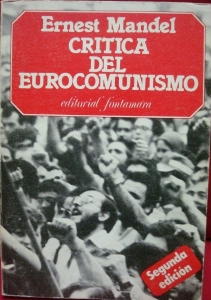 Ernest Mandel
CRITICA
DEL
EUROCOMUNISMO
editorial fontamara
Segunda
edición